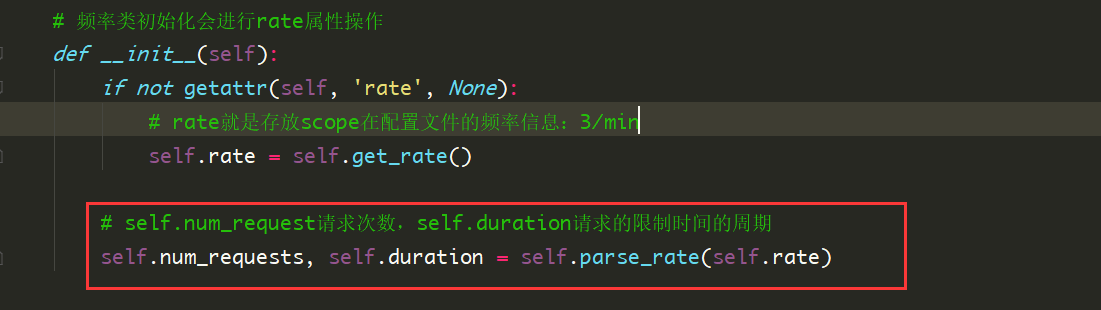 # 频率类初始化会进行rate属性操作
def __init__(self):
if not getattr(self, 'rate', None):
# rate就是存放scope在配置文件的频率信息：3/min
self.rate = self.get_rate()
# self.num_request请求次数，self.duration请求的限制时间的周期
self.num_requests, self.duration = self.parse_rate(self.rate)